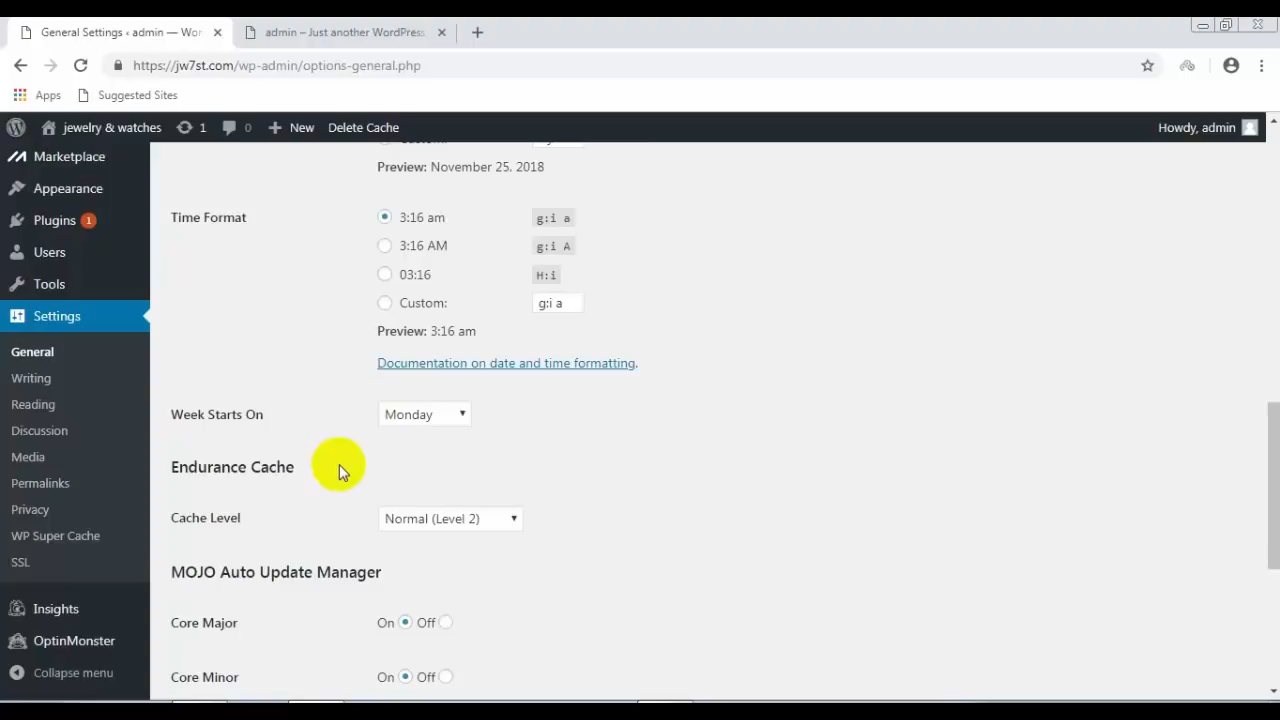 General Settings ‹ admin — Wor
admin – Just another WordPress
https://jw7st.com/wp-admin/options-general.php
Apps
Suggested Sites
jewelry & watches
1
0
New
Delete Cache
Howdy, admin
Marketplace
Appearance
Plugins 1
Users
Tools
Settings
General
Writing
Reading
Discussion
Media
Permalinks
Privacy
WP Super Cache
SSL
Insights
OptinMonster
Collapse menu
Preview: November 25, 2018
Time Format
3:16 am g:i a
3:16 AM g:i A
03:16 H:i
Custom: g:i a
Preview: 3:16 am
Documentation on date and time formatting.
Week Starts On Monday
Endurance Cache
Cache Level Normal (Level 2)
MOJO Auto Update Manager
Core Major On Off
Core Minor On Off